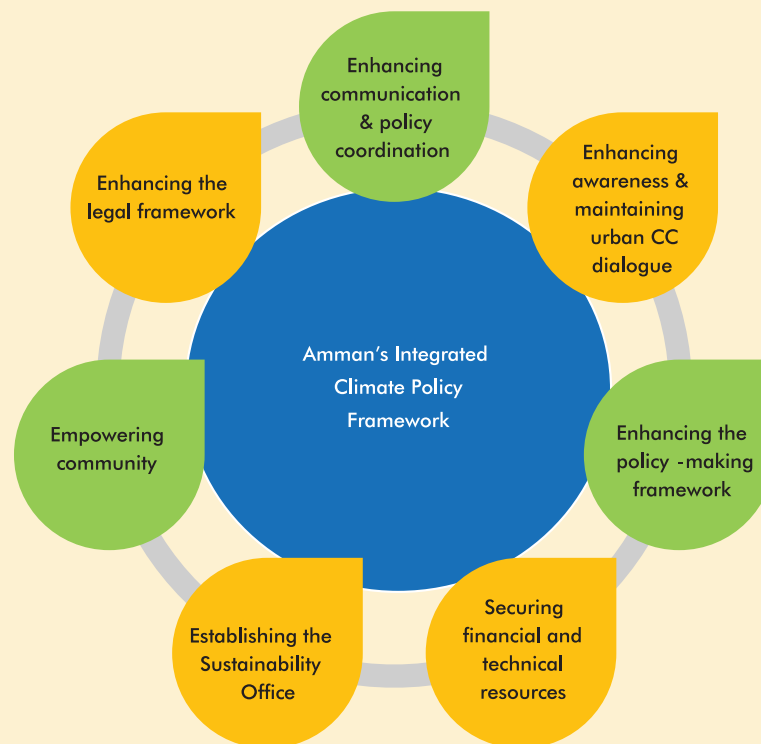 Enhancing
communication
& policy
coordination
Enhancing
awareness &
maintaining
urban CC
dialogue
Enhancing the
policy -making
framework
Securing
financial and
technical
resources
Establishing the
Sustainability
Office
Empowering
community
Enhancing the
legal framework
Amman's Integrated
Climate Policy
Framework